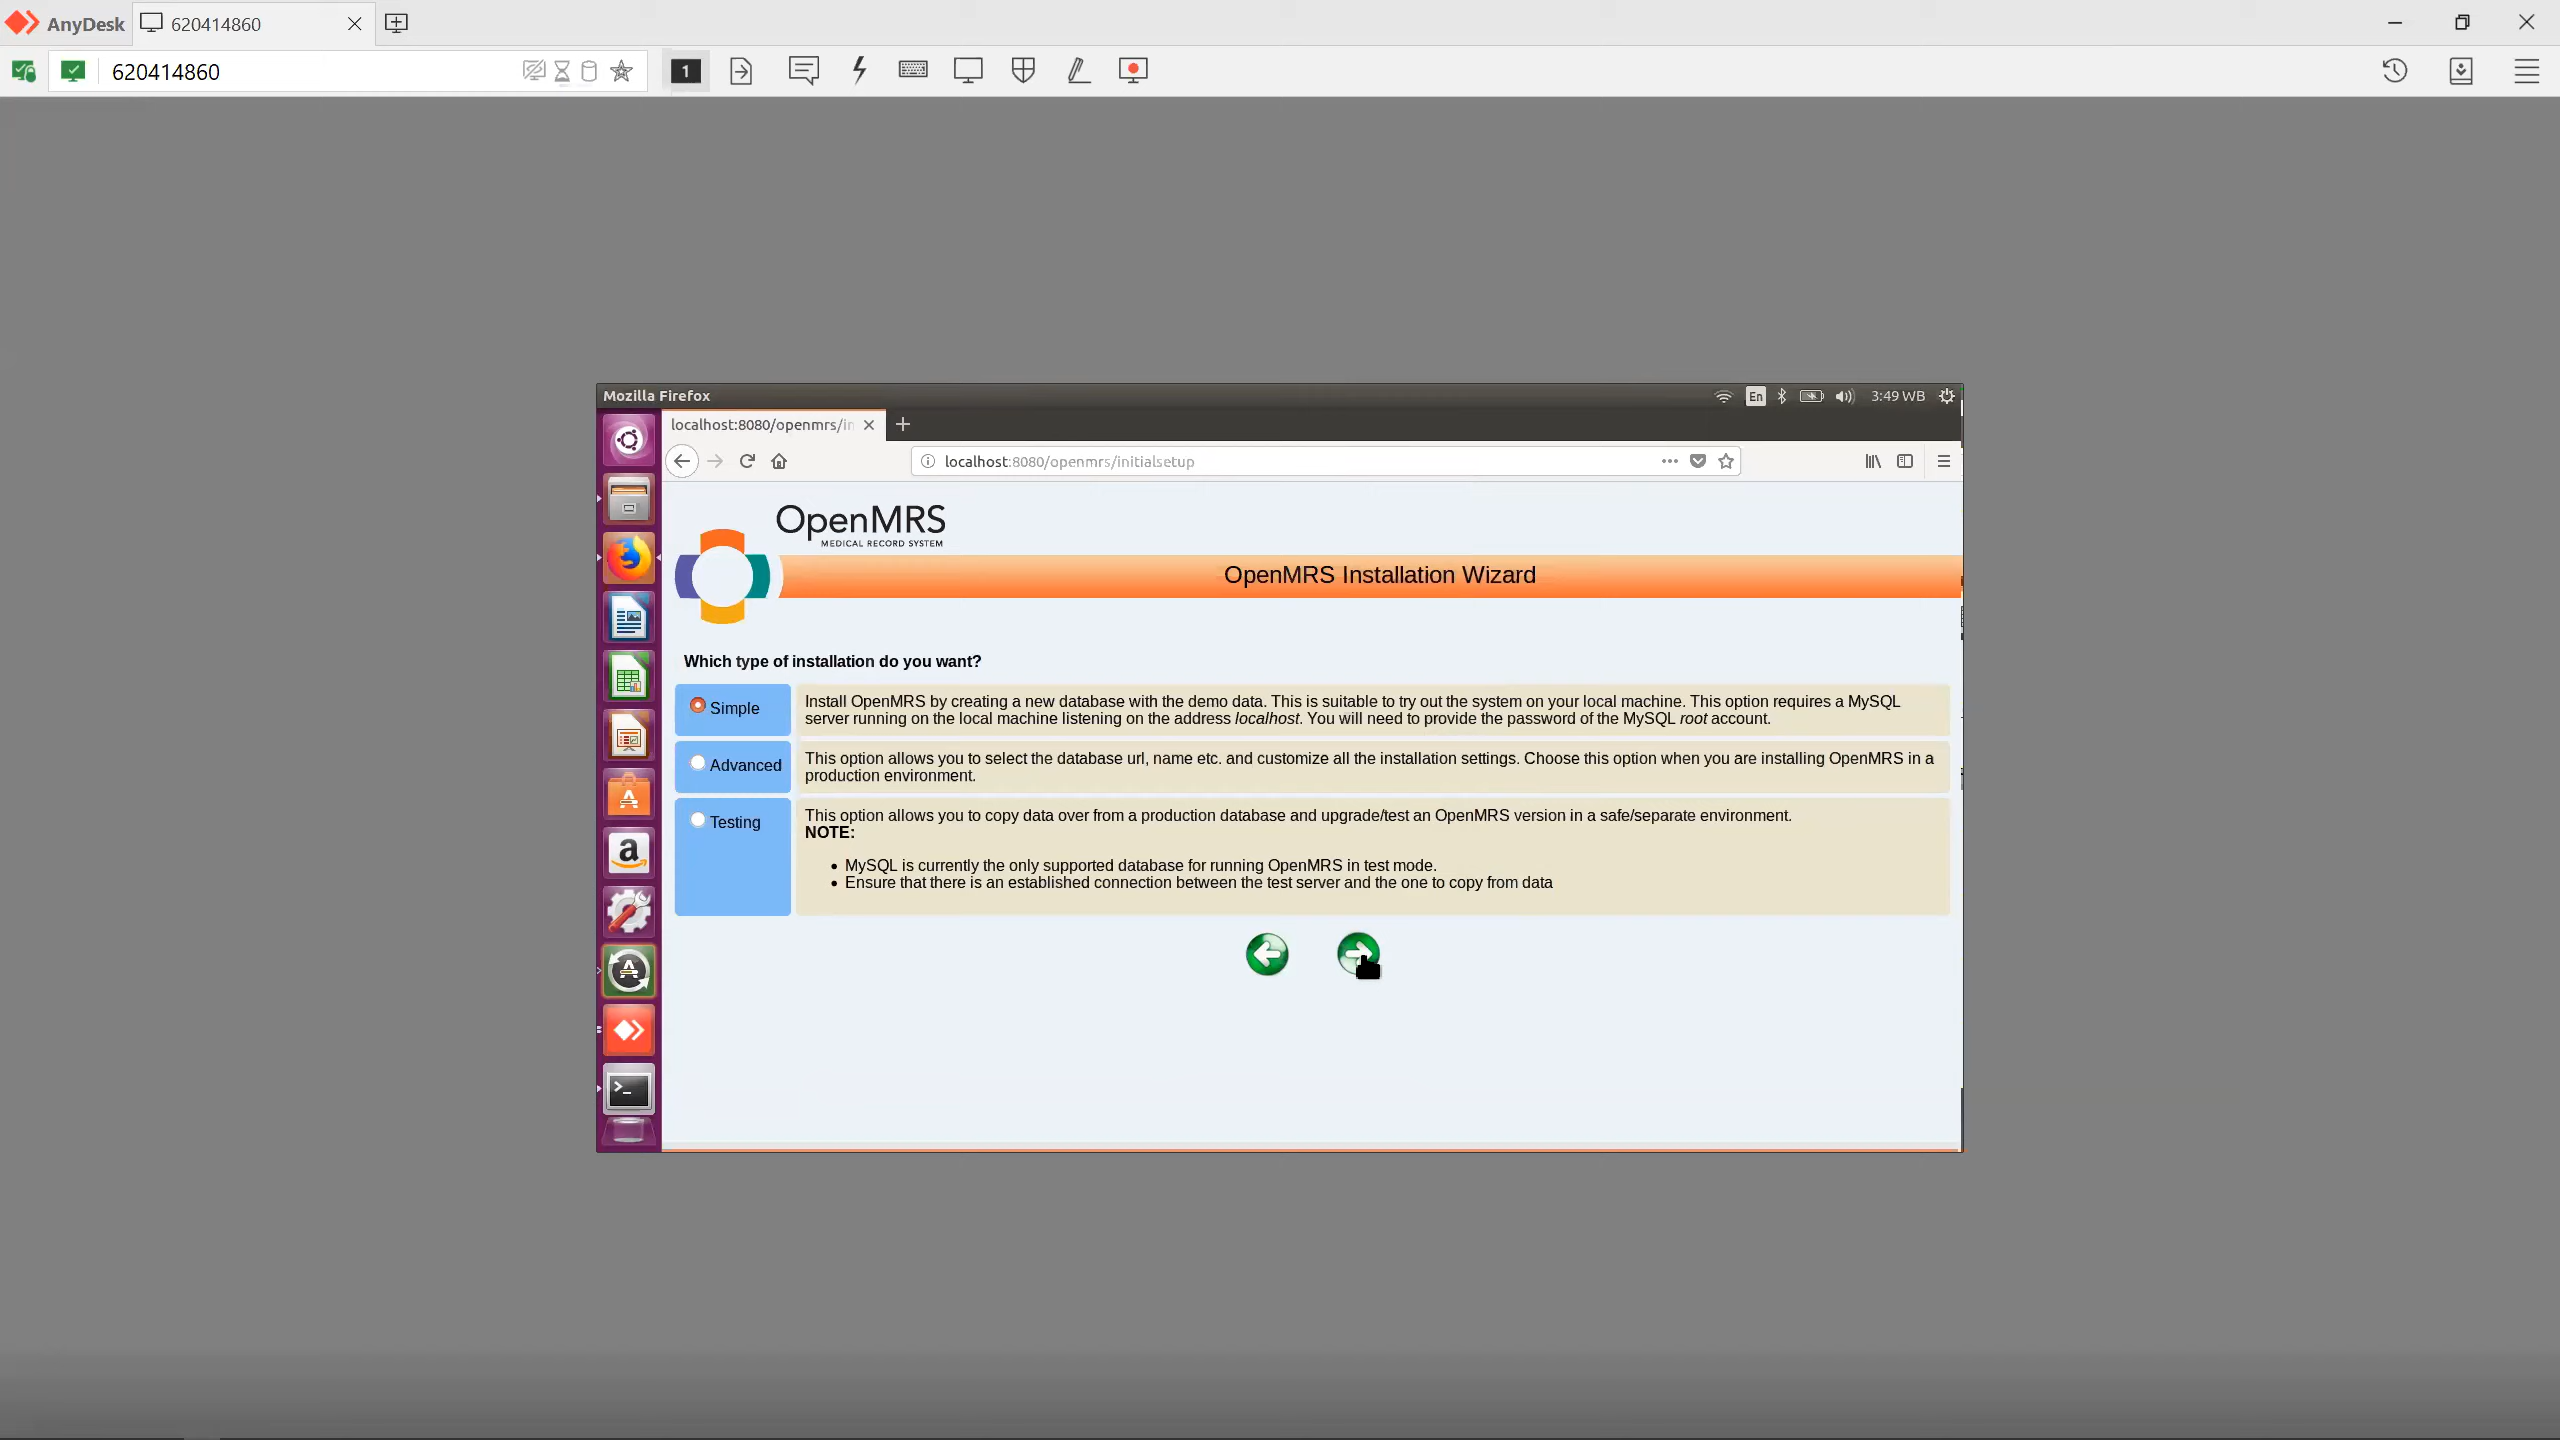 AnyDesk
620414860
620414860
1
Mozilla Firefox
En
3:49 WB
localhost:8080/openmrs/in
localhost:8080/openmrs/initialsetup
OpenMRS
MEDICAL RECORD SYSTEM
OpenMRS Installation Wizard
Which type of installation do you want?
Simple
Install OpenMRS by creating a new database with the demo data. This is suitable to try out the system on your local machine. This option requires a MySQL
server running on the local machine listening on the address localhost. You will need to provide the password of the MySQL root account.
Advanced
This option allows you to select the database url, name etc. and customize all the installation settings. Choose this option when you are installing OpenMRS in a
production environment.
Testing
This option allows you to copy data over from a production database and upgrade/test an OpenMRS version in a safe/separate environment.
NOTE:
• MySQL is currently the only supported database for running OpenMRS in test mode.
• Ensure that there is an established connection between the test server and the one to copy from data